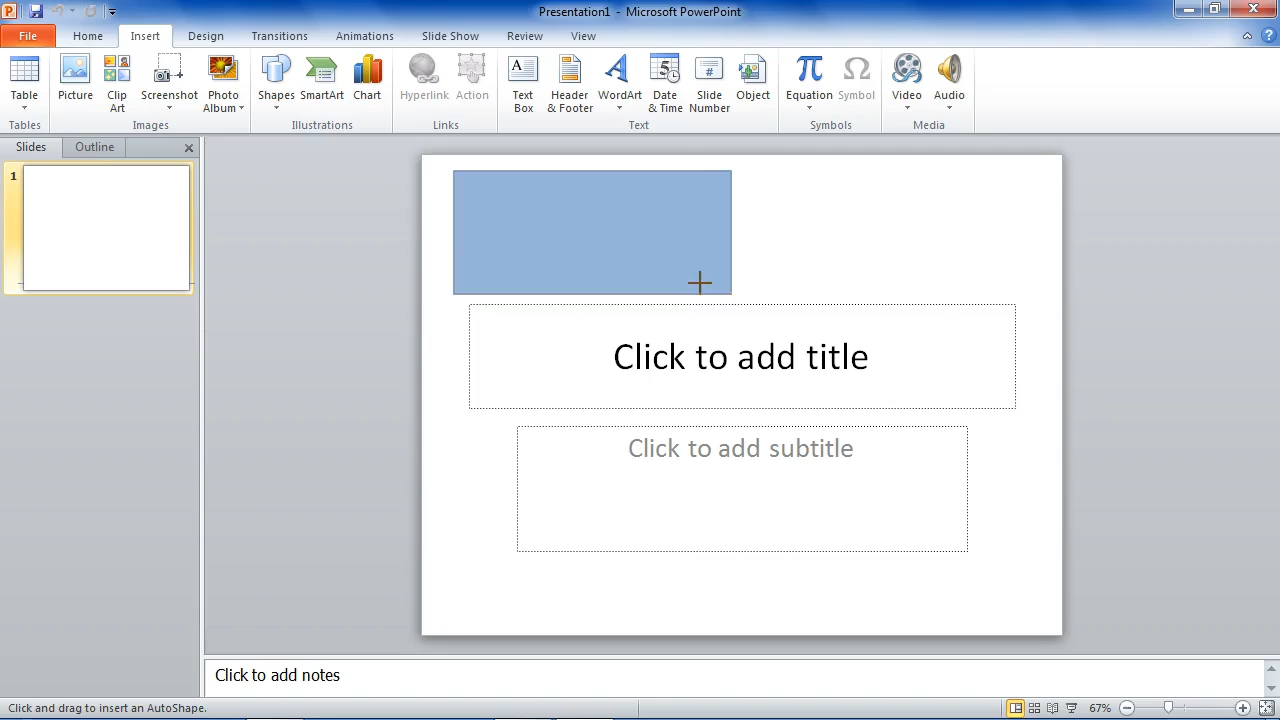 Presentation1 - Microsoft PowerPoint
File Home Insert Design Transitions Animations Slide Show Review View
Table
Picture
Clip Art
Screenshot
Photo Album
Shapes
SmartArt
Chart
Hyperlink
Action
Text Box
Header & Footer
WordArt
Date & Time
Slide Number
Object
Equation
Symbol
Video
Audio
Tables Images Illustrations Links Text Symbols Media
Slides Outline
1
Click to add title
Click to add subtitle
Click to add notes
Click and drag to insert an AutoShape.
67%